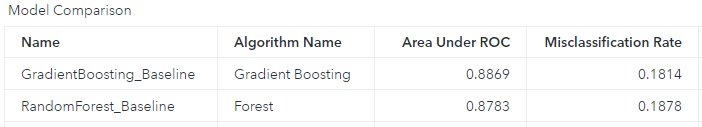 Model Comparison
Name Algorithm Name Area Under ROC Misclassification Rate
GradientBoosting_Baseline Gradient Boosting 0.8869 0.1814
RandomForest_Baseline Forest 0.8783 0.1878